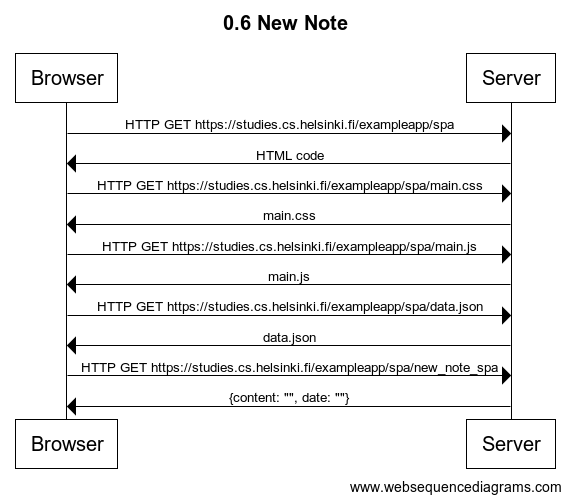 0.6 New Note
Browser
Server
HTTP GET https://studies.cs.helsinki.fi/exampleapp/spa
HTML code
HTTP GET https://studies.cs.helsinki.fi/exampleapp/spa/main.css
main.css
HTTP GET https://studies.cs.helsinki.fi/exampleapp/spa/main.js
main.js
HTTP GET https://studies.cs.helsinki.fi/exampleapp/spa/data.json
data.json
HTTP GET https://studies.cs.helsinki.fi/exampleapp/spa/new_note_spa
{content: "", date: ""}
Browser
Server
www.websequencediagrams.com